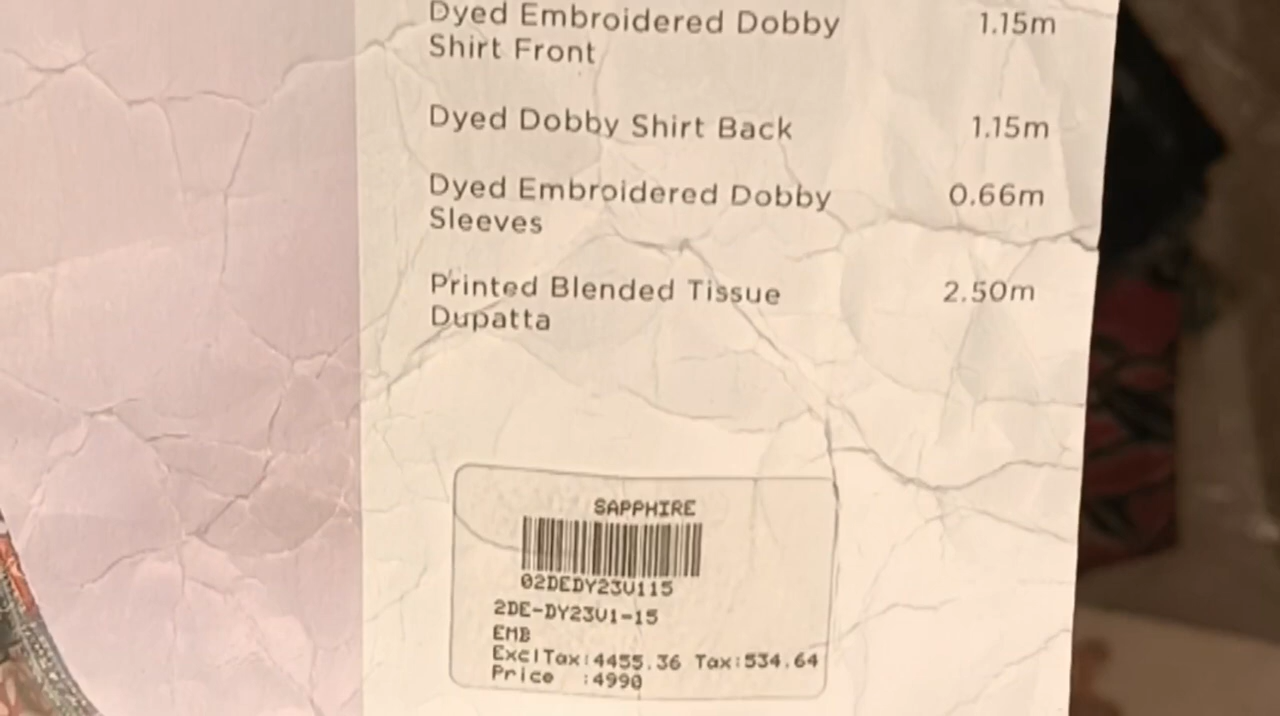 Dyed Embroidered Dobby 1.15m
Shirt Front
Dyed Dobby Shirt Back 1.15m
Dyed Embroidered Dobby 0.66m
Sleeves
Printed Blended Tissue 2.50m
Dupatta
SAPPHIRE
02DEDY23V115
2DE-DY23V1-15
EMB
ExclTax:4455.36 Tax:534.64
Price :4990